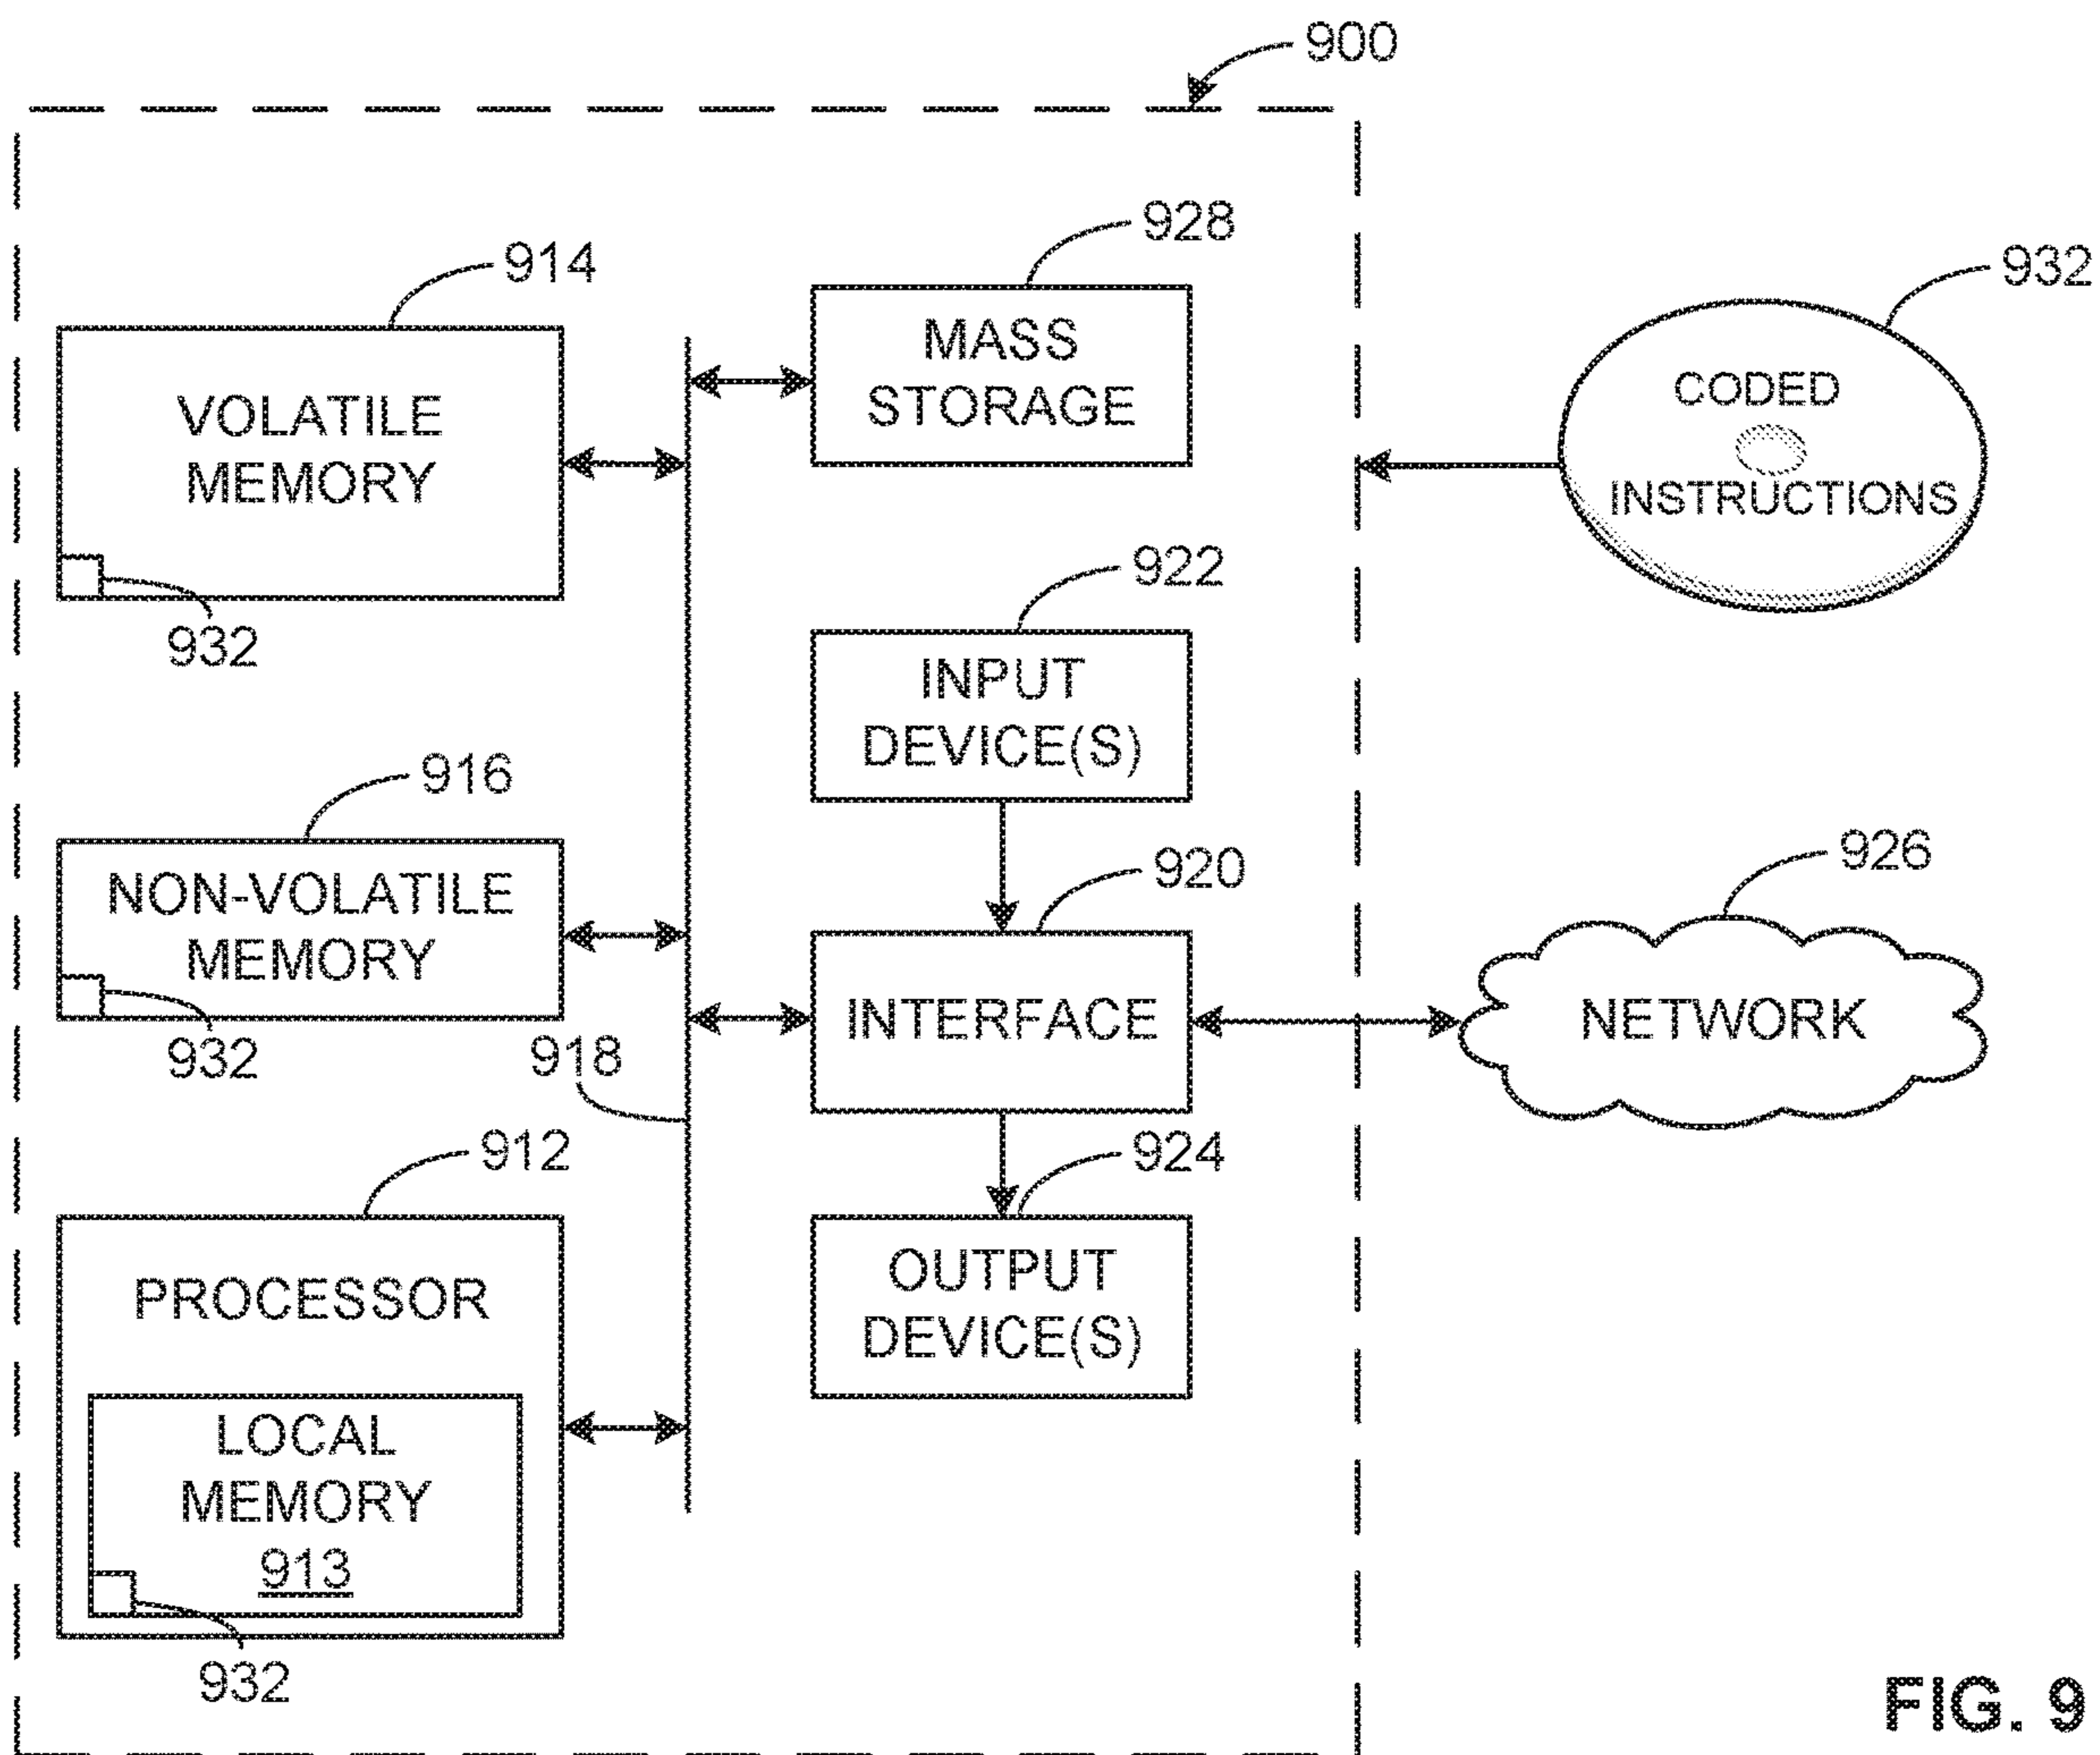 900
928
914
932
MASS
STORAGE
VOLATILE
MEMORY
CODED
INSTRUCTIONS
932
922
INPUT
DEVICE(S)
916
920
926
NON-VOLATILE
MEMORY
932
918
INTERFACE
NETWORK
912
924
PROCESSOR
OUTPUT
DEVICE(S)
LOCAL
MEMORY
913
932
FIG. 9